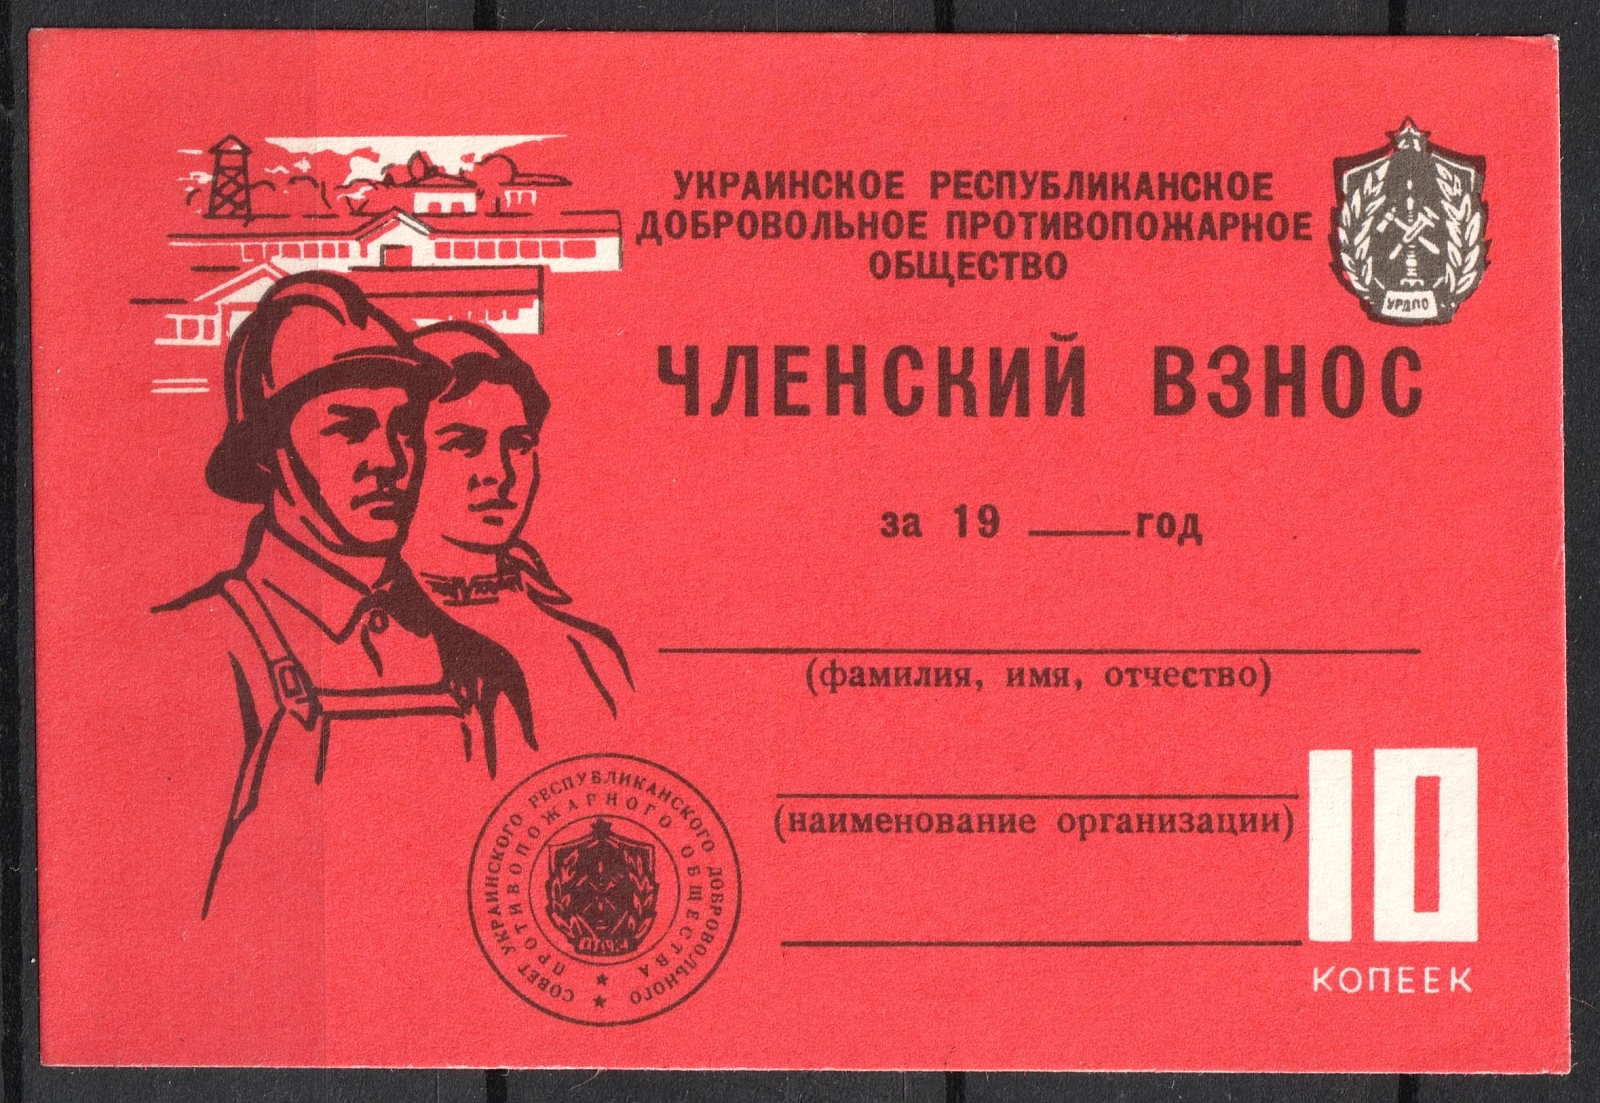 УКРАИНСКОЕ РЕСПУБЛИКАНСКОЕ
ДОБРОВОЛЬНОЕ ПРОТИВОПОЖАРНОЕ
ОБЩЕСТВО
УРДПО
ЧЛЕНСКИЙ ВЗНОС
за 19 ____ год
(фамилия, имя, отчество)
(наименование организации)
10
КОПЕЕК
СОВЕТ УКРАИНСКОГО РЕСПУБЛИКАНСКОГО ДОБРОВОЛЬНОГО
ПРОТИВОПОЖАРНОГО ОБЩЕСТВА